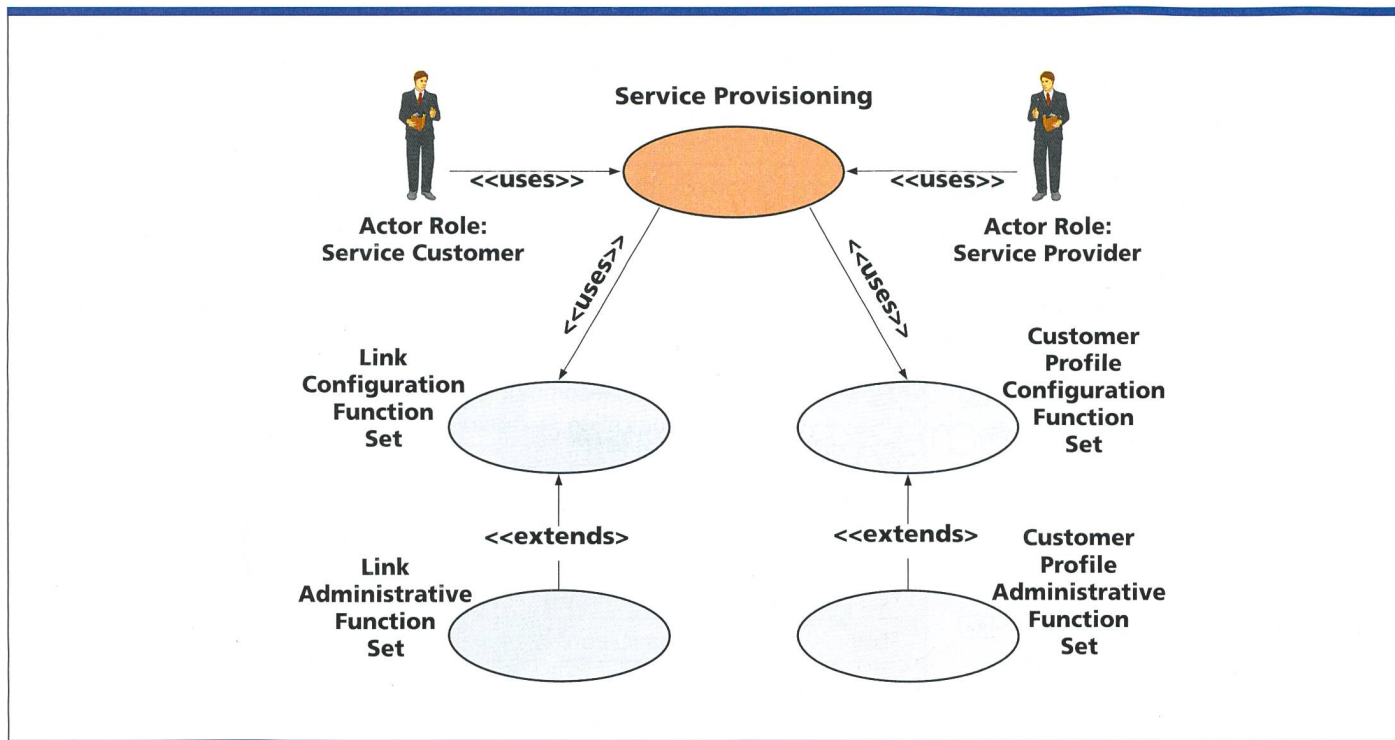 Service Provisioning
<<uses>>
<<uses>>
Actor Role:
Service Customer
Actor Role:
Service Provider
<<uses>>
<<uses>>
Link
Configuration
Function
Set
Customer
Profile
Configuration
Function
Set
<<extends>
<<extends>
Link
Administrative
Function
Set
Customer
Profile
Administrative
Function
Set